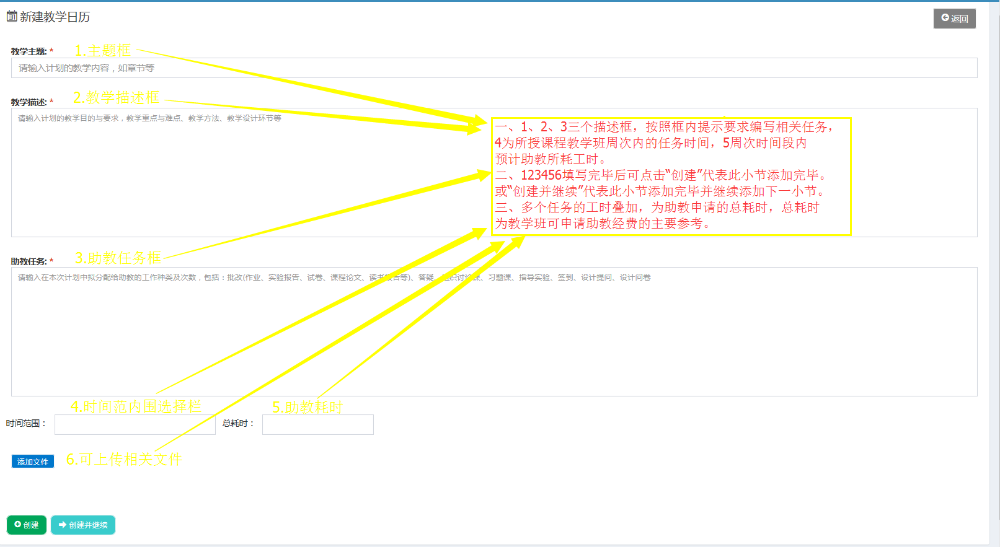 新建教学日历
返回
教学主题: *
1.主题框
请输入计划的教学内容，如章节等
教学描述: *
2.教学描述框
请输入计划的教学目的与要求，教学重点与难点、教学方法、教学设计环节等
一、1、2、3三个描述框，按照框内提示要求编写相关任务，
4为所授课程教学班周次内的任务时间，5周次时间段内
预计助教所耗工时。
二、123456填写完毕后可点击“创建”代表此小节添加完毕。
或“创建并继续”代表此小节添加完毕并继续添加下一小节。
三、多个任务的工时叠加，为助教申请的总耗时，总耗时
为教学班可申请助教经费的主要参考。
助教任务: *
3.助教任务框
请输入在本次计划中拟分配给助教的工作种类及次数，包括：批改(作业、实验报告、试卷、课程论文、读书报告等)、答疑、组织讨论课、习题课、指导实验、签到、设计提问、设计问卷
4.时间范内围选择栏
5.助教耗时
时间范围：
总耗时：
添加文件
6.可上传相关文件
创建
创建并继续